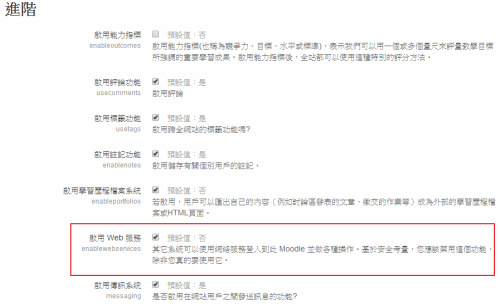 進階
啟用能力指標 預設值：否
enableoutcomes 啟用能力指標(也稱為競爭力、目標、水平或標準)，表示我們可以用一個或多個量尺來評量教學目標
所強調的重要學習成果。啟用能力指標後，全站都可以使用這種特別的評分方法。
啟用評論功能 預設值：是
usecomments 啟用評論
啟用標籤功能 預設值：是
usetags 啟用跨全網站的標籤功能嗎?
啟用註記功能 預設值：是
enablenotes 啟用儲存有關個別用戶的註記。
啟用學習歷程檔案系統 預設值：否
enableportfolios 若啟用，用戶可以匯出自己的內容（例如討論區發表的文章、繳交的作業等）成為外部的學習歷程檔
案或HTML頁面。
啟用 Web 服務 預設值：否
enablewebservices 其它系統可以使用網絡服務登入到此 Moodle 並做各種操作。基於安全考量，您應該禁用這個功能，
除非您真的要使用它。
啟用傳訊系統 預設值：是
messaging 是否啟用在網站用戶之間發送訊息的功能?